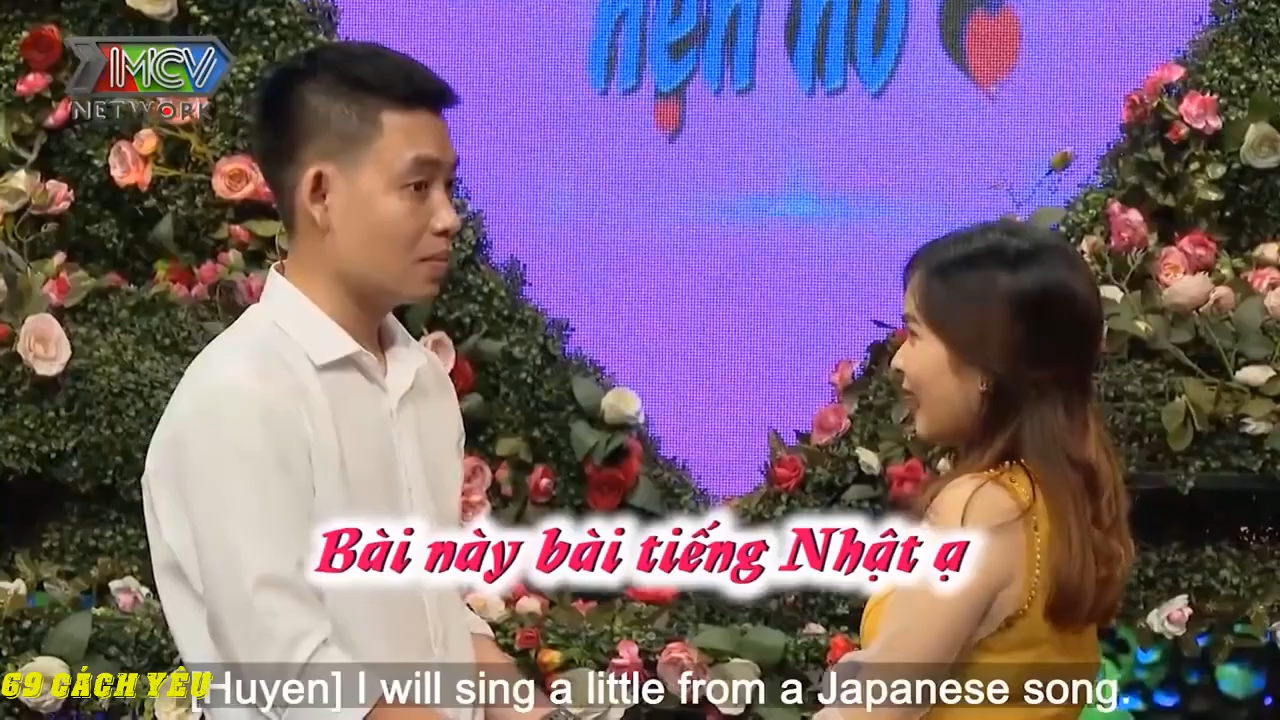 hẹn hò
MCV
NETWORK
Bài này bài tiếng Nhật ạ
69 CÁCH YÊU
[Huyen] I will sing a little from a Japanese song.